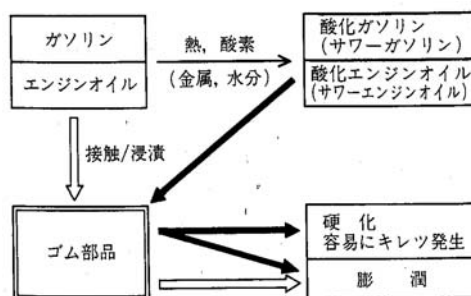 ガソリン
エンジンオイル
熱，酸素
(金属，水分)
酸化ガソリン
(サワーガソリン)
酸化エンジンオイル
(サワーエンジンオイル)
接触/浸漬
ゴム部品
硬 化
容易にキレツ発生
膨 潤